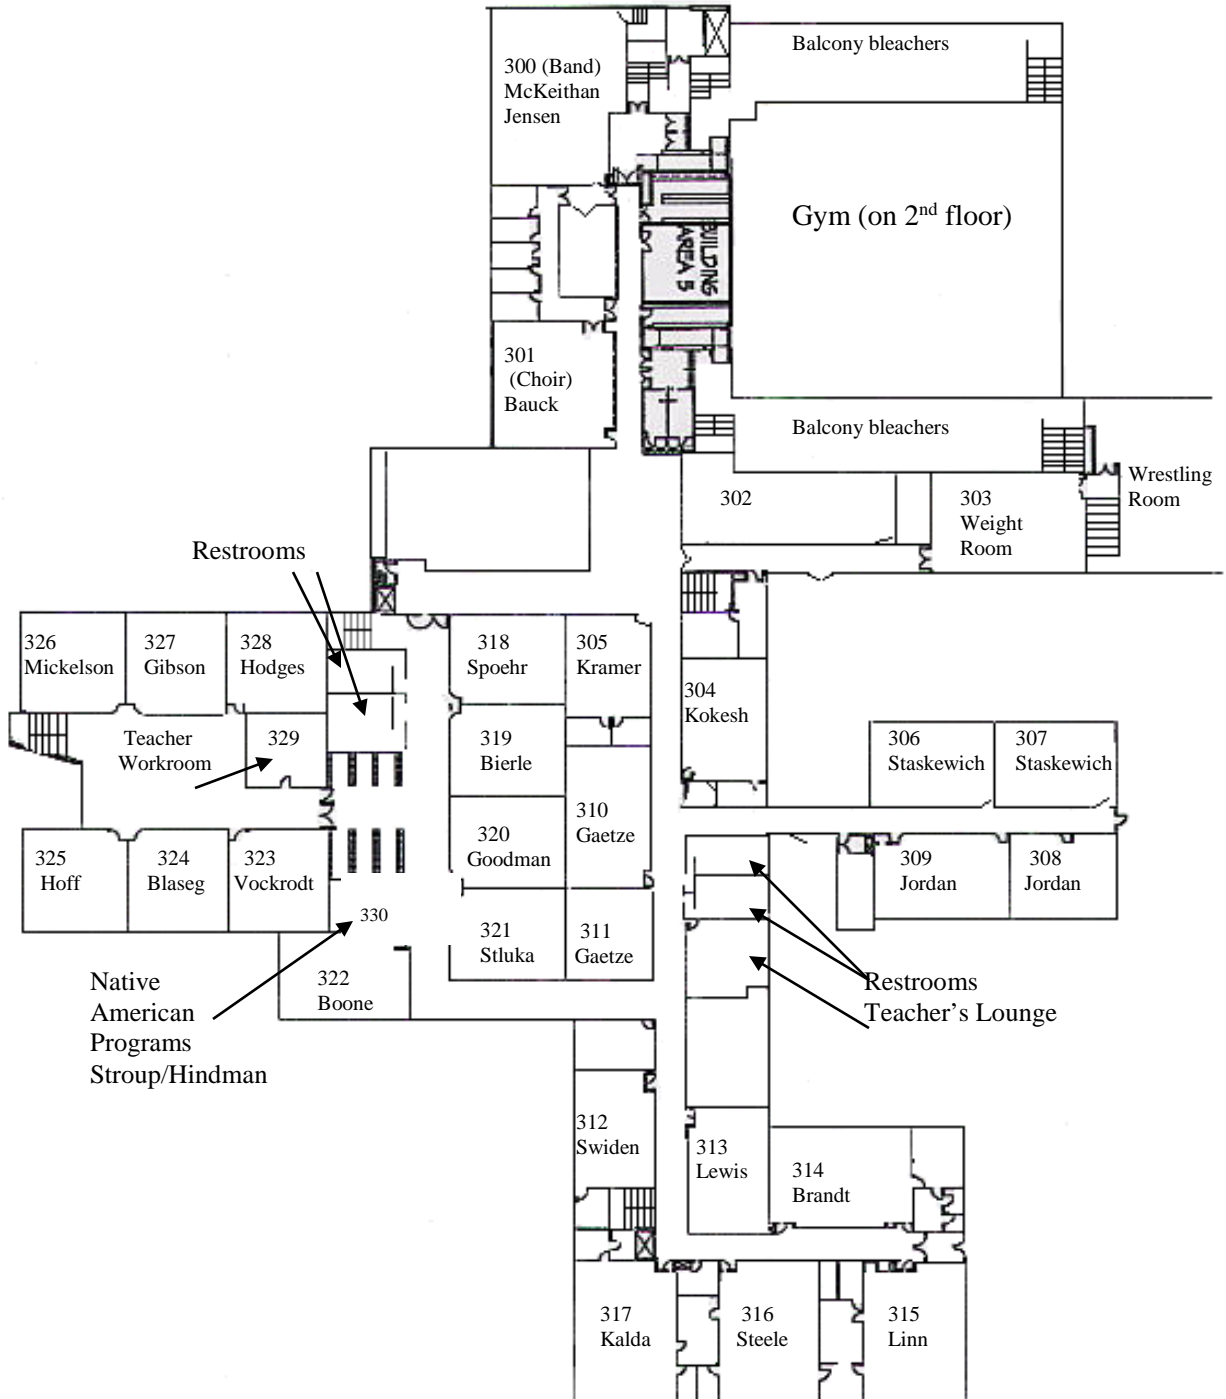 Balcony bleachers
300 (Band)
McKeithan
Jensen
Gym (on 2nd floor)
BUILDING
AREA 5
301
(Choir)
Bauck
Balcony bleachers
302
303
Weight
Room
Wrestling
Room
Restrooms
326
Mickelson
327
Gibson
328
Hodges
318
Spoehr
305
Kramer
304
Kokesh
Teacher
Workroom
329
319
Bierle
306
Staskewich
307
Staskewich
310
Gaetze
320
Goodman
325
Hoff
324
Blaseg
323
Vockrodt
309
Jordan
308
Jordan
330
321
Stluka
311
Gaetze
322
Boone
Native
American
Programs
Stroup/Hindman
Restrooms
Teacher's Lounge
312
Swiden
313
Lewis
314
Brandt
317
Kalda
316
Steele
315
Linn